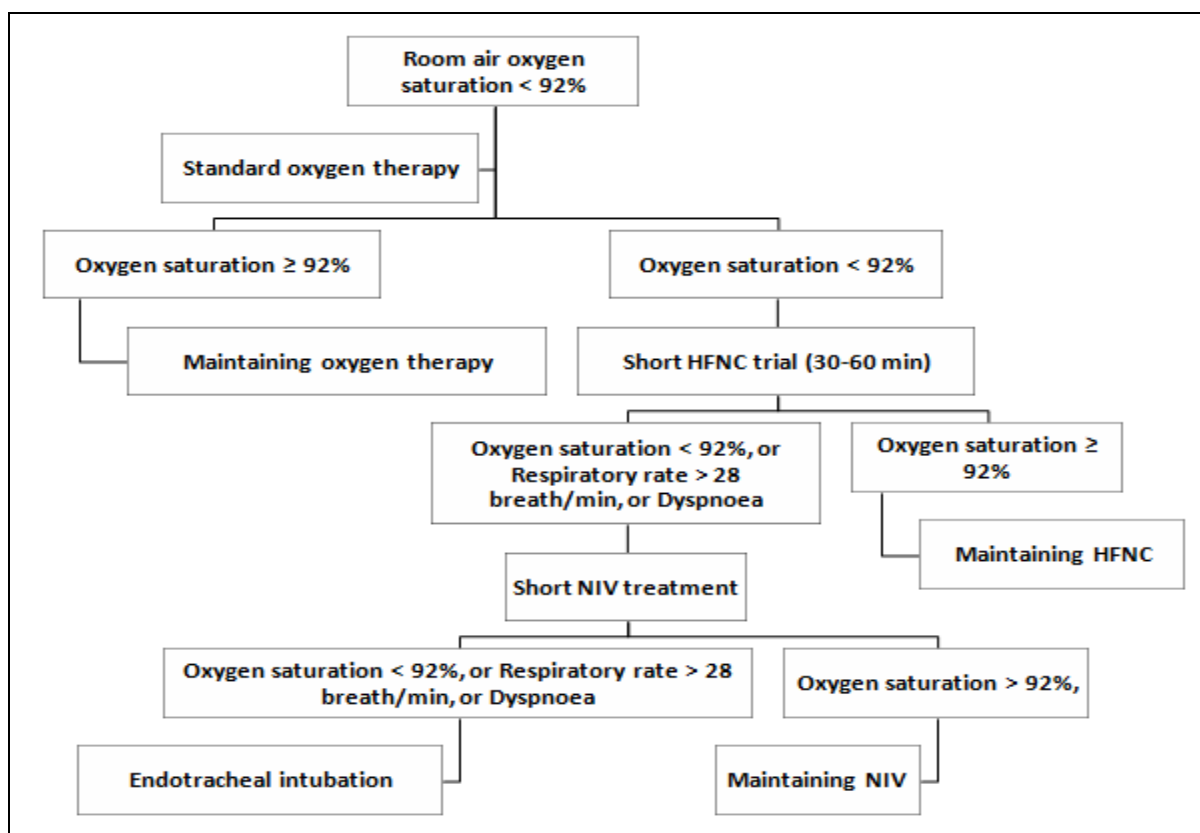 Room air oxygen
saturation < 92%
Standard oxygen therapy
Oxygen saturation ≥ 92%
Oxygen saturation < 92%
Maintaining oxygen therapy
Short HFNC trial (30-60 min)
Oxygen saturation < 92%, or
Respiratory rate > 28
breath/min, or Dyspnoea
Oxygen saturation ≥
92%
Maintaining HFNC
Short NIV treatment
Oxygen saturation < 92%, or Respiratory rate > 28
breath/min, or Dyspnoea
Oxygen saturation > 92%,
Endotracheal intubation
Maintaining NIV